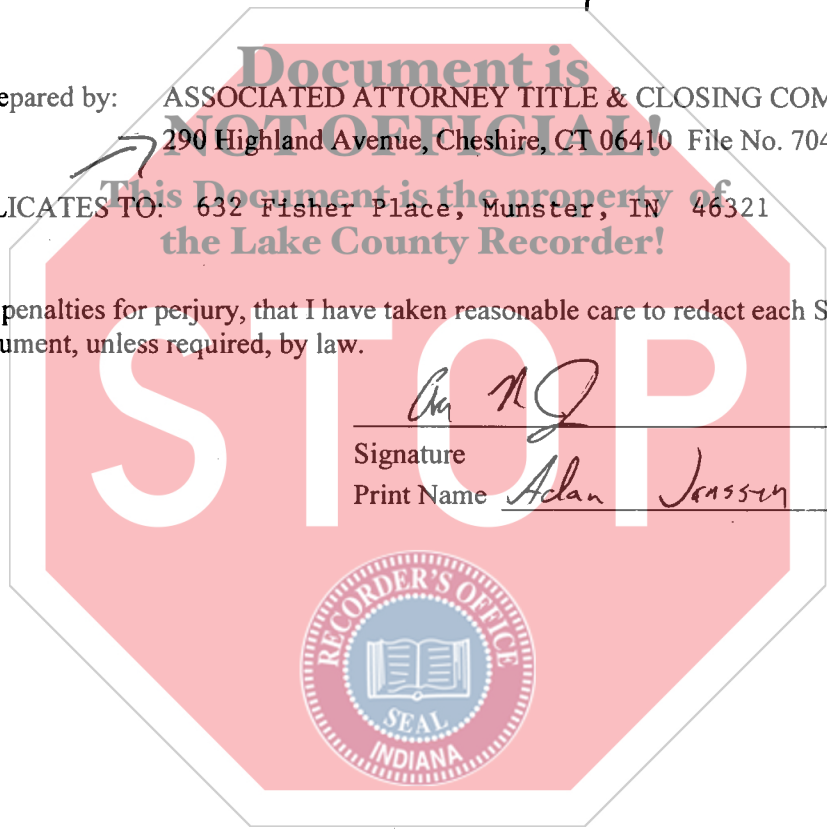 Document is
epared by: ASSOCIATED ATTORNEY TITLE & CLOSING COM
NOT OFFICIAL!
290 Highland Avenue, Cheshire, CT 06410 File No. 704
This Document is the property of
LICATES TO: 632 Fisher Place, Munster, IN 46321
the Lake County Recorder!
penalties for perjury, that I have taken reasonable care to redact each S
ument, unless required, by law.
STOP
Signature
Print Name Adan Janssen
RECORDER'S OFFICE
SEAL
INDIANA